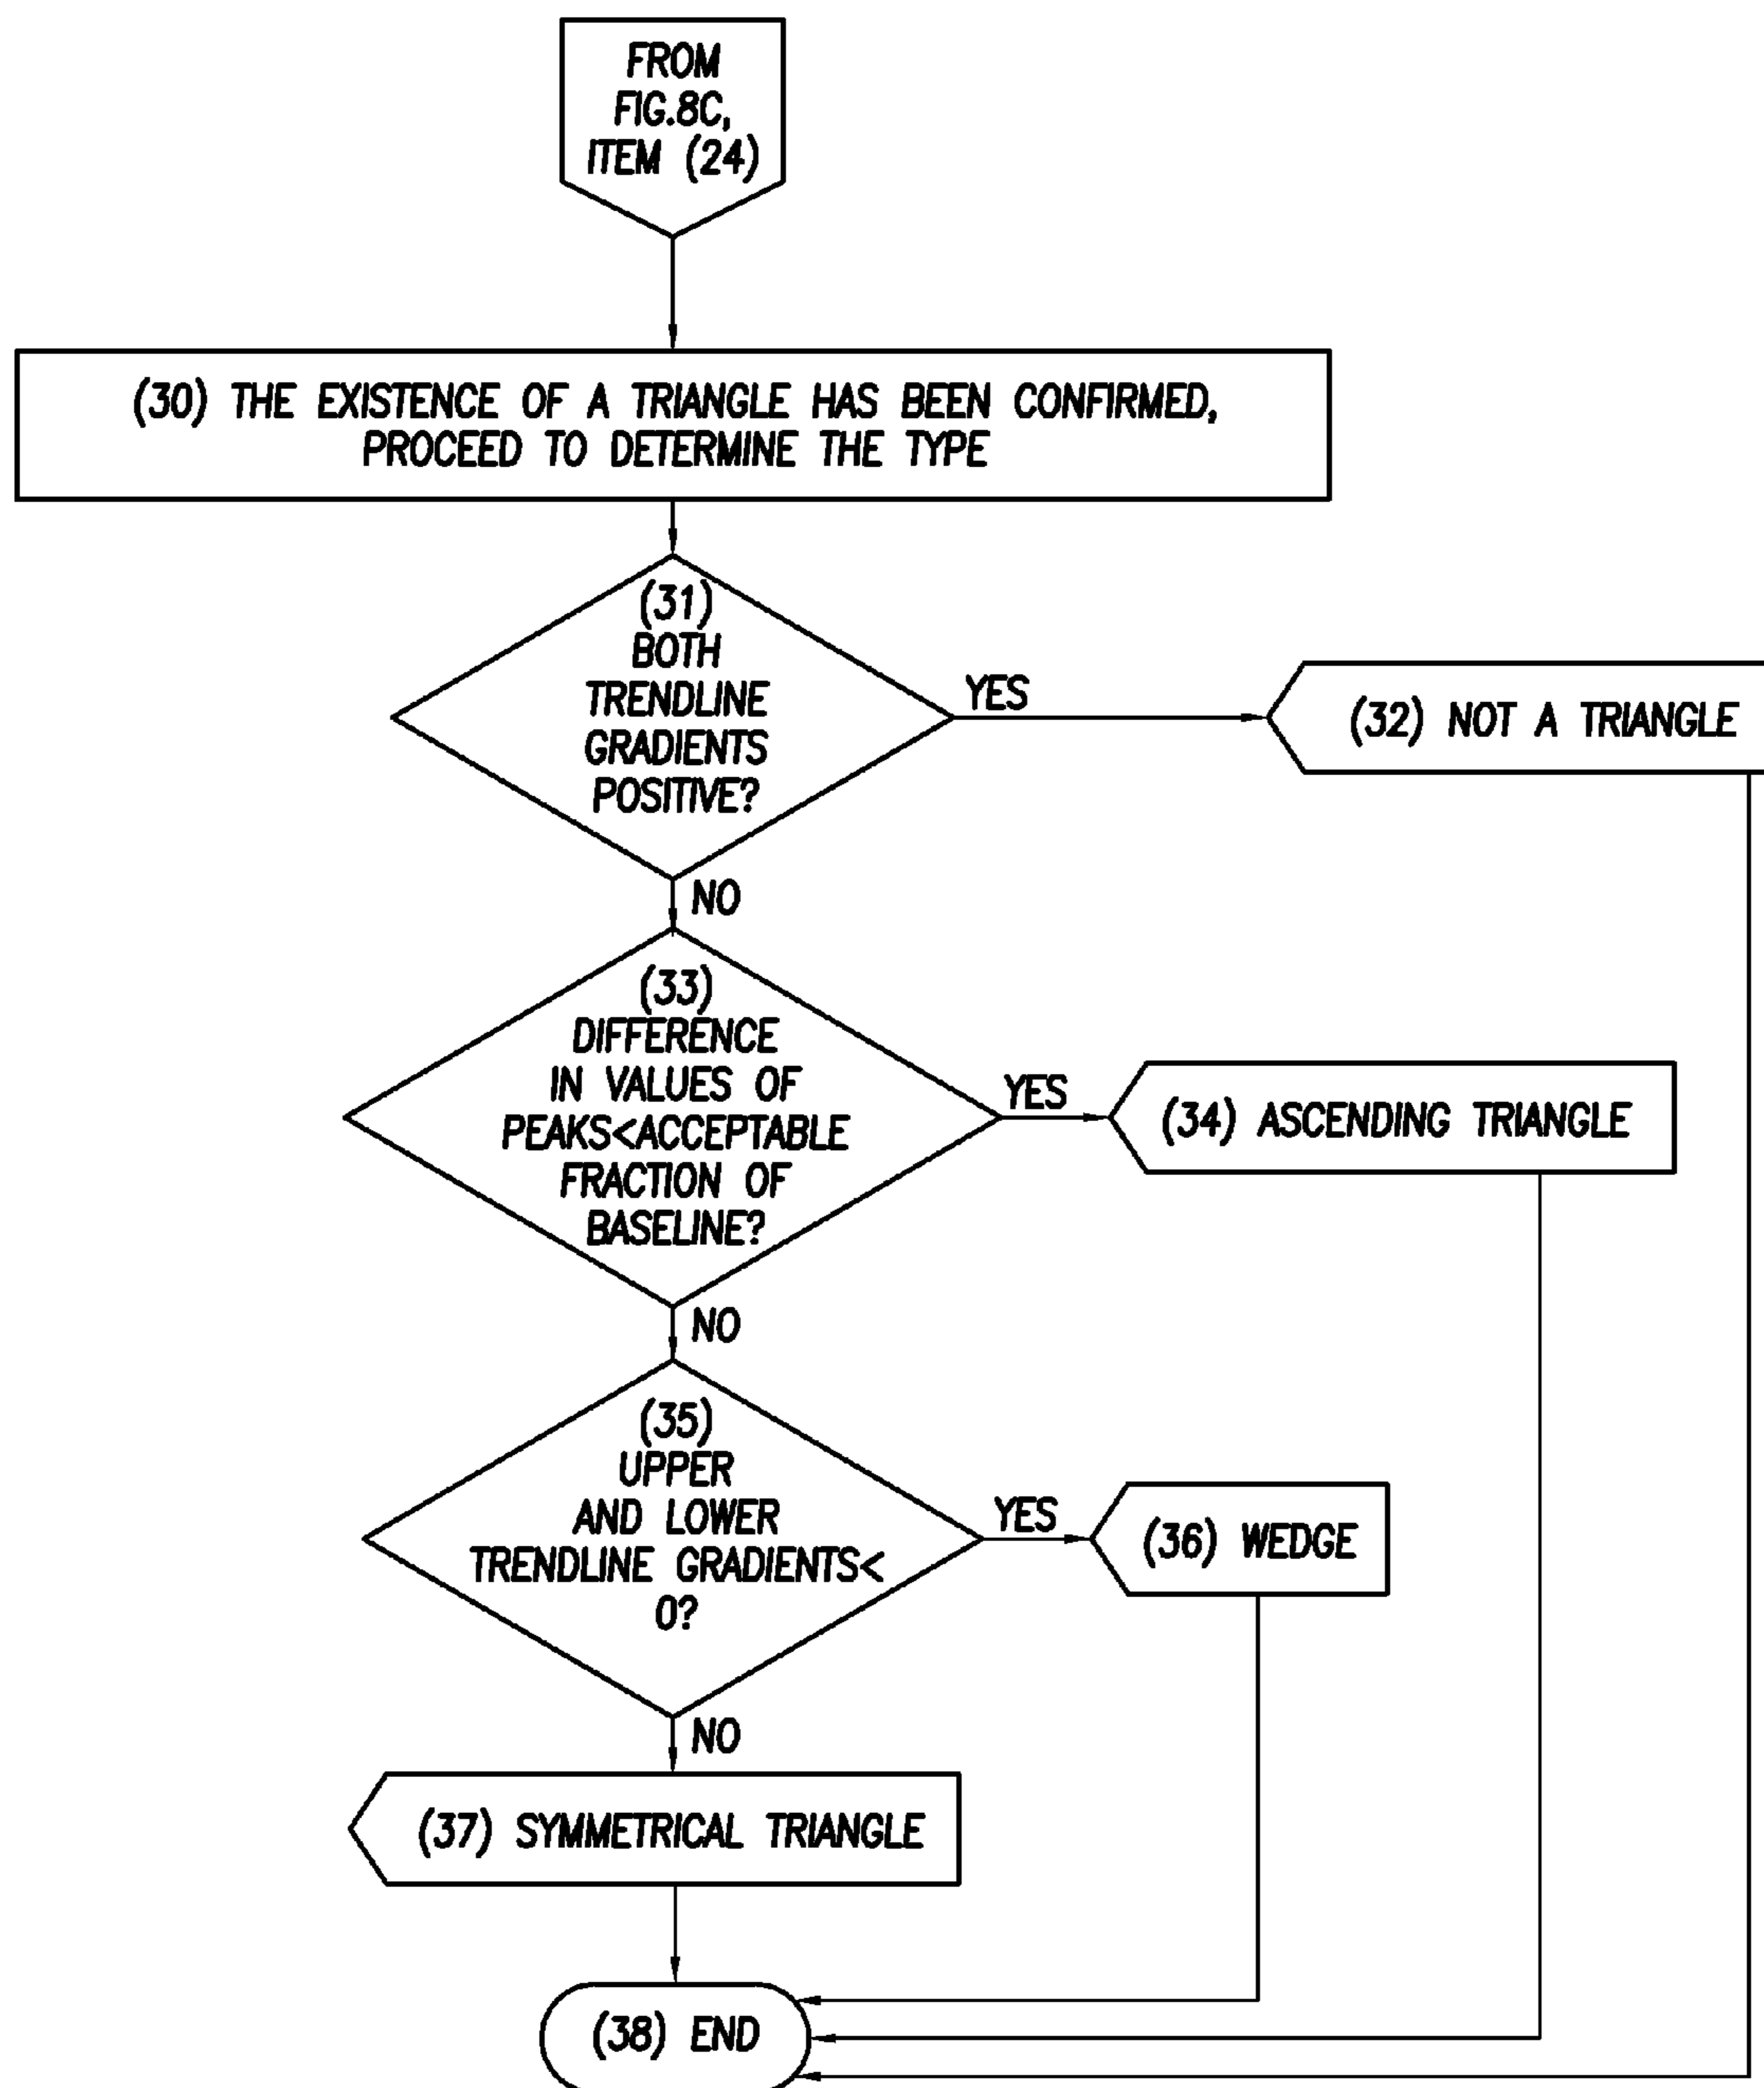 FROM
FIG.8C,
ITEM (24)
(30) THE EXISTENCE OF A TRIANGLE HAS BEEN CONFIRMED,
PROCEED TO DETERMINE THE TYPE
(31)
BOTH
TRENDLINE
GRADIENTS
POSITIVE?
YES
(32) NOT A TRIANGLE
NO
(33)
DIFFERENCE
IN VALUES OF
PEAKS<ACCEPTABLE
FRACTION OF
BASELINE?
YES
(34) ASCENDING TRIANGLE
NO
(35)
UPPER
AND LOWER
TRENDLINE GRADIENTS<
0?
YES
(36) WEDGE
NO
(37) SYMMETRICAL TRIANGLE
(38) END